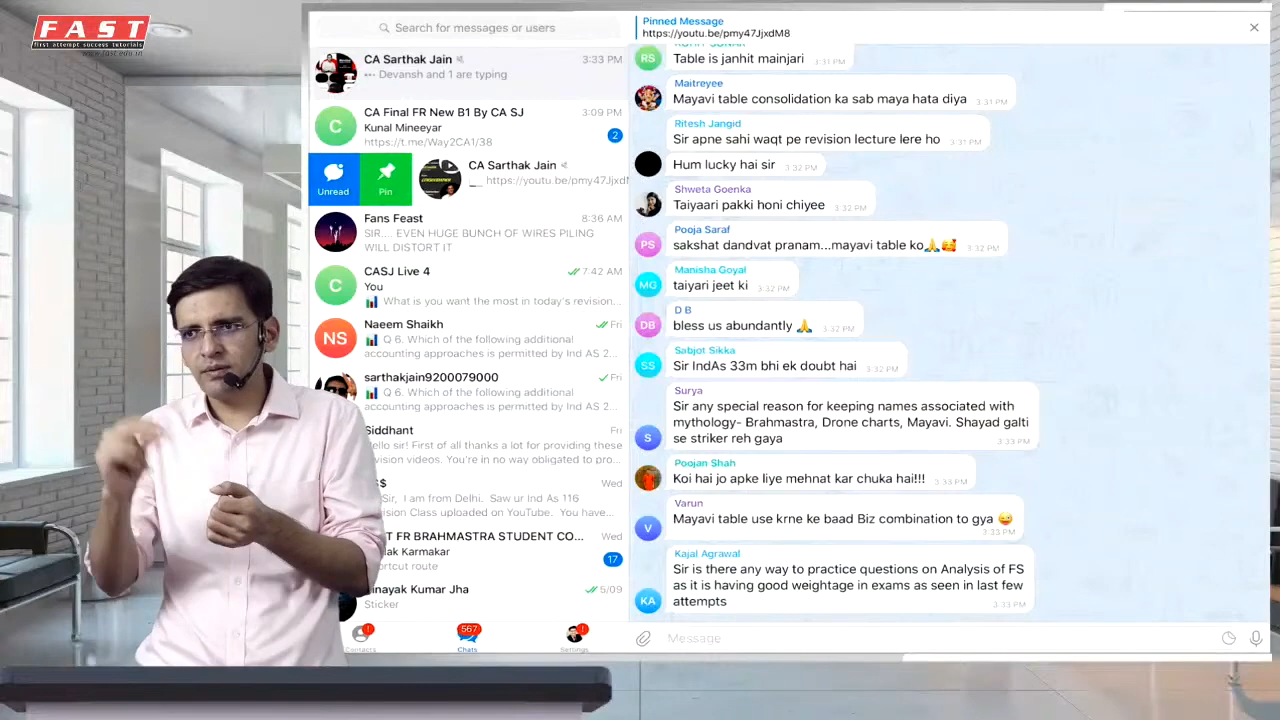 FAST
first attempt success tutorials
www.fast.edu.in
Search for messages or users
CA Sarthak Jain
3:33 PM
Devansh and 1 are typing
C
CA Final FR New B1 By CA SJ
3:09 PM
Kunal Mineeyar
https://t.me/Way2CA1/38
2
Unread
Pin
CA Sarthak Jain
https://youtu.be/pmy47Jjxd
Fans Feast
8:36 AM
SIR.... EVEN HUGE BUNCH OF WIRES PILING
WILL DISTORT IT
C
CASJ Live 4
7:42 AM
You
📊 What is you want the most in today's revision...
NS
Naeem Shaikh
Fri
📊 Q 6. Which of the following additional
accounting approaches is permitted by Ind AS 2...
sarthakjain9200079000
Fri
📊 Q 6. Which of the following additional
accounting approaches is permitted by Ind AS 2...
Siddhant
Fri
ello sir! First of all thanks a lot for providing these
vision videos. You're in no way obligated to pro...
$
Wed
Sir, I am from Delhi. Saw ur Ind As 116
ision Class uploaded on YouTube. You have...
T FR BRAHMASTRA STUDENT CO...
Wed
ak Karmakar
ortcut route
17
inayak Kumar Jha
5/09
Sticker
!
Contacts
567
Chats
!
Settings
Pinned Message
https://youtu.be/pmy47JjxdM8
RS
Table is janhit mainjari
3:31 PM
Maitreyee
Mayavi table consolidation ka sab maya hata diya
3:31 PM
Ritesh Jangid
Sir apne sahi waqt pe revision lecture lere ho
3:31 PM
Hum lucky hai sir
3:32 PM
Shweta Goenka
Taiyaari pakki honi chiyee
3:32 PM
PS
Pooja Saraf
sakshat dandvat pranam...mayavi table ko🙏🥰
3:32 PM
MG
Manisha Goyal
taiyari jeet ki
3:32 PM
DB
D B
bless us abundantly 🙏
3:32 PM
SS
Sabjot Sikka
Sir IndAs 33m bhi ek doubt hai
3:32 PM
Surya
Sir any special reason for keeping names associated with
mythology- Brahmastra, Drone charts, Mayavi. Shayad galti
se striker reh gaya
3:33 PM
S
Poojan Shah
Koi hai jo apke liye mehnat kar chuka hai!!!
3:33 PM
Varun
Mayavi table use krne ke baad Biz combination to gya 😜
3:33 PM
V
Kajal Agrawal
Sir is there any way to practice questions on Analysis of FS
as it is having good weightage in exams as seen in last few
attempts
3:33 PM
KA
Message